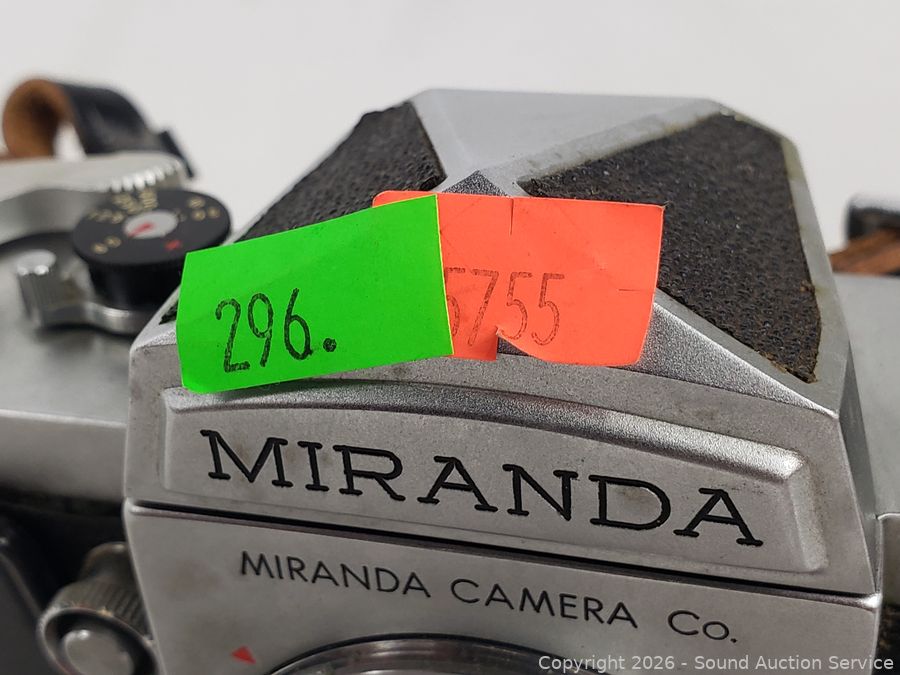 296.
5755
MIRANDA
MIRANDA CAMERA Co.
Copyright 2026 - Sound Auction Service